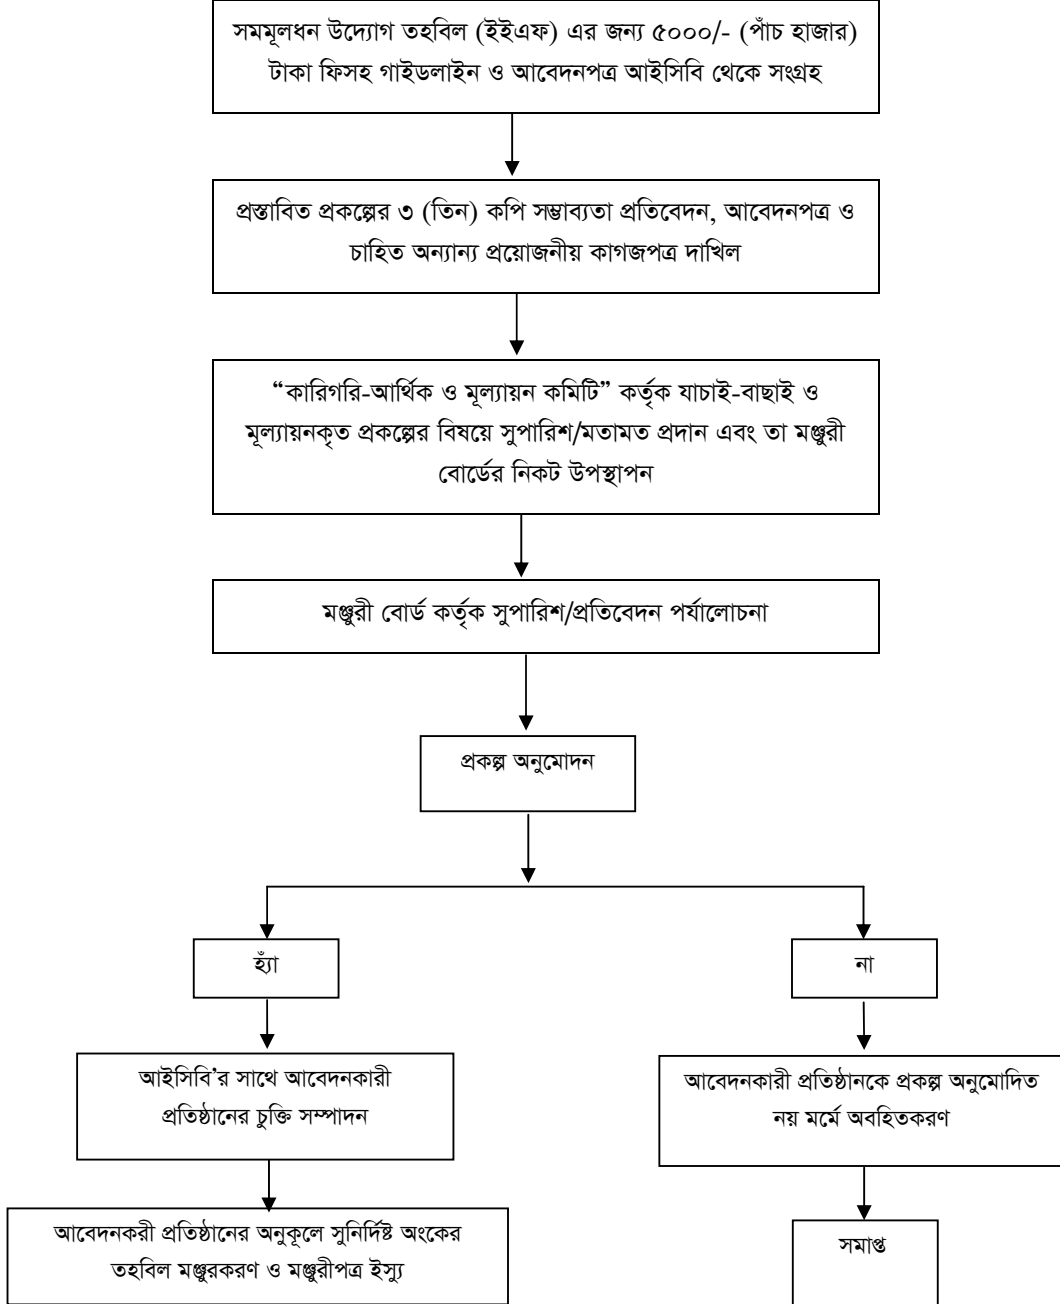 সমমূলধন উদ্যোগ তহবিল (ইইএফ) এর জন্য ৫০০০/- (পাঁচ হাজার)
টাকা ফিসহ গাইডলাইন ও আবেদনপত্র আইসিবি থেকে সংগ্রহ
প্রস্তাবিত প্রকল্পের ৩ (তিন) কপি সম্ভাব্যতা প্রতিবেদন, আবেদনপত্র ও
চাহিত অন্যান্য প্রয়োজনীয় কাগজপত্র দাখিল
“কারিগরি-আর্থিক ও মূল্যায়ন কমিটি” কর্তৃক যাচাই-বাছাই ও
মূল্যায়নকৃত প্রকল্পের বিষয়ে সুপারিশ/মতামত প্রদান এবং তা মঞ্জুরী
বোর্ডের নিকট উপস্থাপন
মঞ্জুরী বোর্ড কর্তৃক সুপারিশ/প্রতিবেদন পর্যালোচনা
প্রকল্প অনুমোদন
হ্যাঁ
না
আইসিবি’র সাথে আবেদনকারী
প্রতিষ্ঠানের চুক্তি সম্পাদন
আবেদনকারী প্রতিষ্ঠানকে প্রকল্প অনুমোদিত
নয় মর্মে অবহিতকরণ
আবেদনকরী প্রতিষ্ঠানের অনুকূলে সুনির্দিষ্ট অংকের
তহবিল মঞ্জুরকরণ ও মঞ্জুরীপত্র ইস্যু
সমাপ্ত